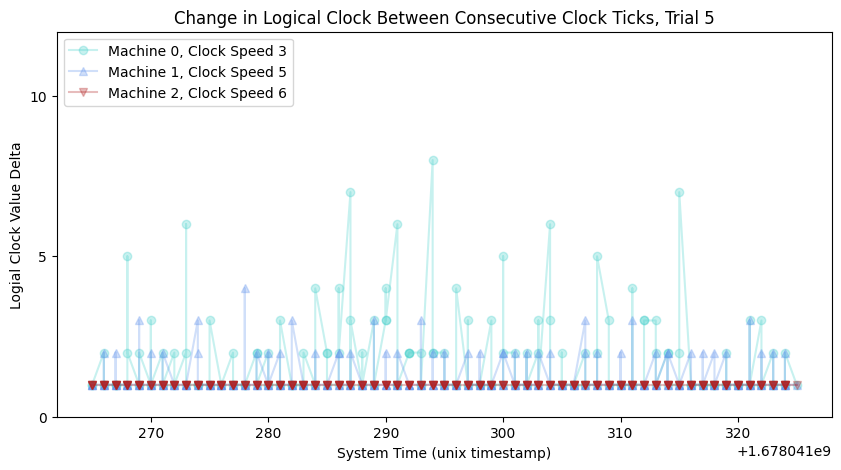 Change in Logical Clock Between Consecutive Clock Ticks, Trial 5
Machine 0, Clock Speed 3
Machine 1, Clock Speed 5
Machine 2, Clock Speed 6
Logial Clock Value Delta
10
5
0
270 280 290 300 310 320
+1.678041e9
System Time (unix timestamp)